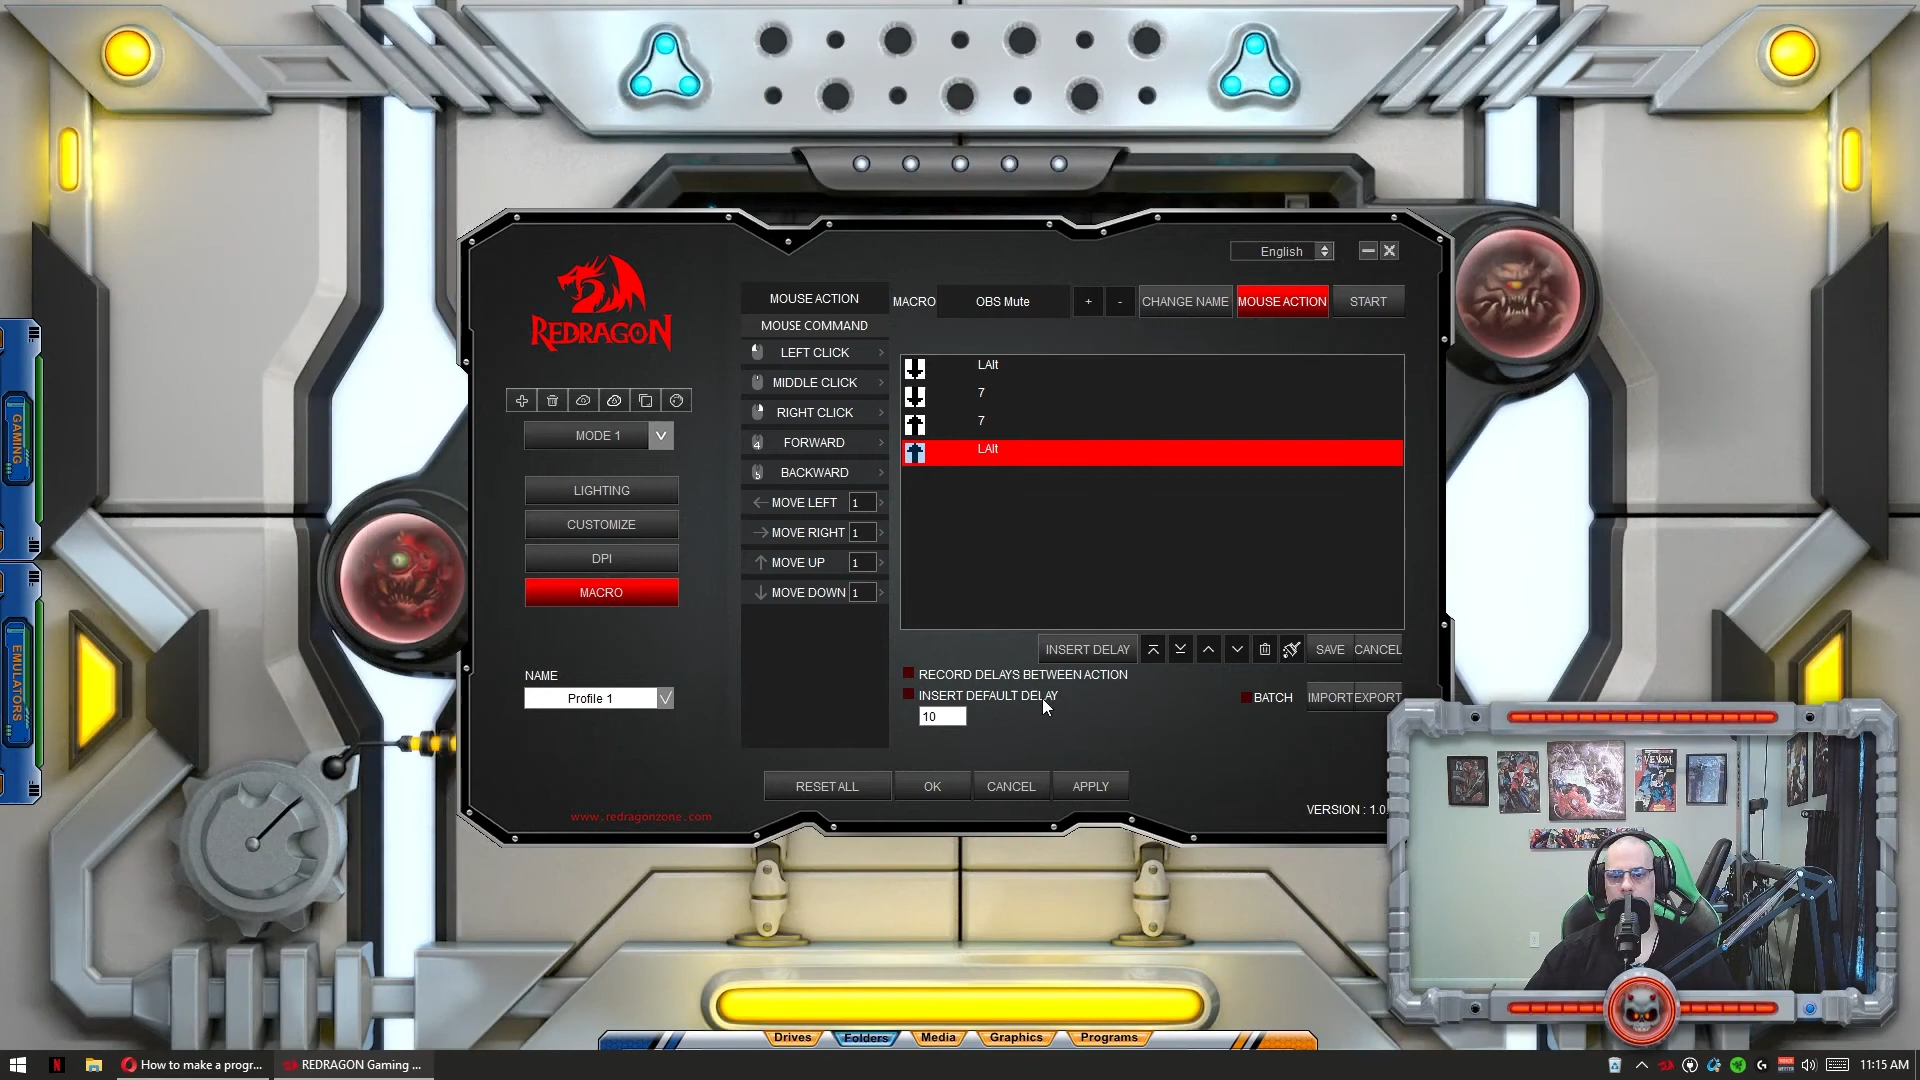 English
REDRAGON
MOUSE ACTION
MACRO
OBS Mute
+
-
CHANGE NAME
MOUSE ACTION
START
MOUSE COMMAND
LEFT CLICK
MIDDLE CLICK
RIGHT CLICK
4 FORWARD
5 BACKWARD
MOVE LEFT 1
MOVE RIGHT 1
MOVE UP 1
MOVE DOWN 1
LAlt
7
7
LAlt
MODE 1
LIGHTING
CUSTOMIZE
DPI
MACRO
NAME
Profile 1
INSERT DELAY
SAVE
CANCEL
RECORD DELAYS BETWEEN ACTION
INSERT DEFAULT DELAY
10
BATCH
IMPORT
EXPORT
RESET ALL
OK
CANCEL
APPLY
www.redragonzone.com
VERSION : 1.0.
GAMING
EMULATORS
VENOM
Drives
Folders
Media
Graphics
Programs
How to make a progr...
REDRAGON Gaming ...
11:15 AM